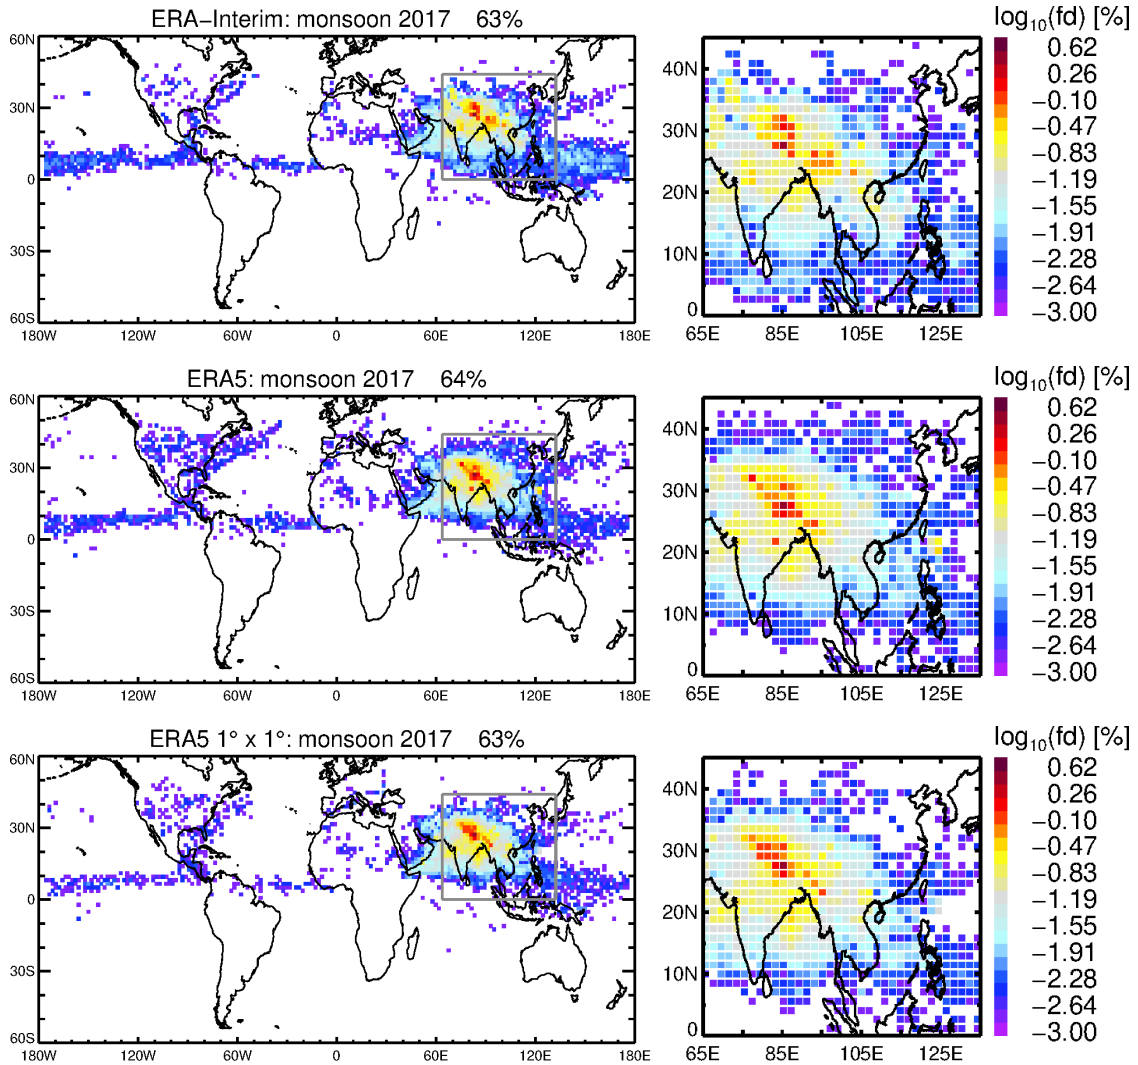 ERA−Interim: monsoon 2017 63%
60N
30N
0
30S
60S
180W 120W 60W 0 60E 120E 180E
40N
30N
20N
10N
0
65E 85E 105E 125E
log10(fd) [%]
0.62
0.26
−0.10
−0.47
−0.83
−1.19
−1.55
−1.91
−2.28
−2.64
−3.00
ERA5: monsoon 2017 64%
60N
30N
0
30S
60S
180W 120W 60W 0 60E 120E 180E
40N
30N
20N
10N
0
65E 85E 105E 125E
log10(fd) [%]
0.62
0.26
−0.10
−0.47
−0.83
−1.19
−1.55
−1.91
−2.28
−2.64
−3.00
ERA5 1° x 1°: monsoon 2017 63%
60N
30N
0
30S
60S
180W 120W 60W 0 60E 120E 180E
40N
30N
20N
10N
0
65E 85E 105E 125E
log10(fd) [%]
0.62
0.26
−0.10
−0.47
−0.83
−1.19
−1.55
−1.91
−2.28
−2.64
−3.00